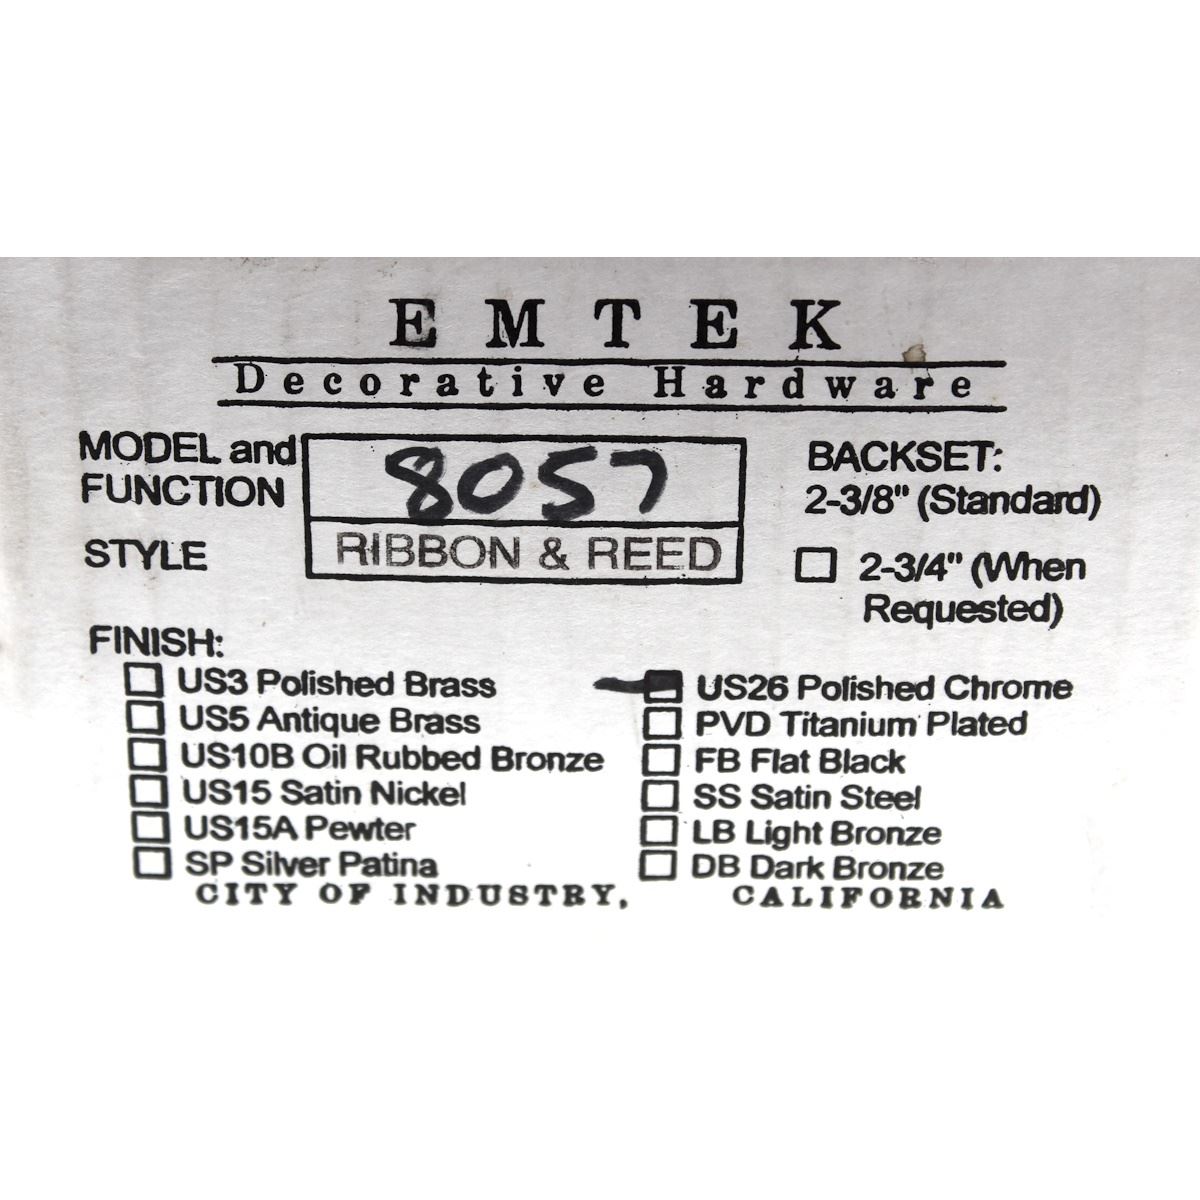 EMTEK
Decorative Hardware
MODEL and FUNCTION 8057
STYLE RIBBON & REED
BACKSET:
2-3/8" (Standard)
2-3/4" (When Requested)
FINISH:
US3 Polished Brass
US5 Antique Brass
US10B Oil Rubbed Bronze
US15 Satin Nickel
US15A Pewter
SP Silver Patina
US26 Polished Chrome
PVD Titanium Plated
FB Flat Black
SS Satin Steel
LB Light Bronze
DB Dark Bronze
CITY OF INDUSTRY, CALIFORNIA